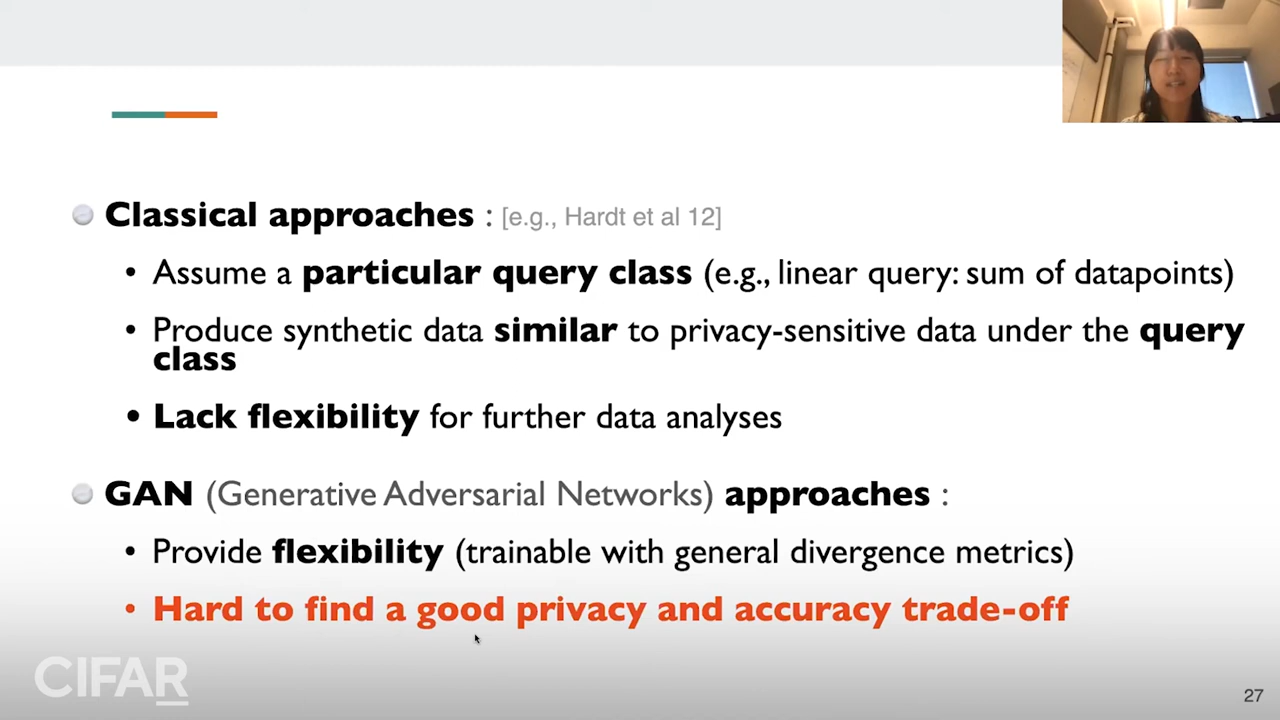 Classical approaches : [e.g., Hardt et al 12]
• Assume a particular query class (e.g., linear query: sum of datapoints)
• Produce synthetic data similar to privacy-sensitive data under the query
class
• Lack flexibility for further data analyses
GAN (Generative Adversarial Networks) approaches :
• Provide flexibility (trainable with general divergence metrics)
• Hard to find a good privacy and accuracy trade-off
CIFAR
27